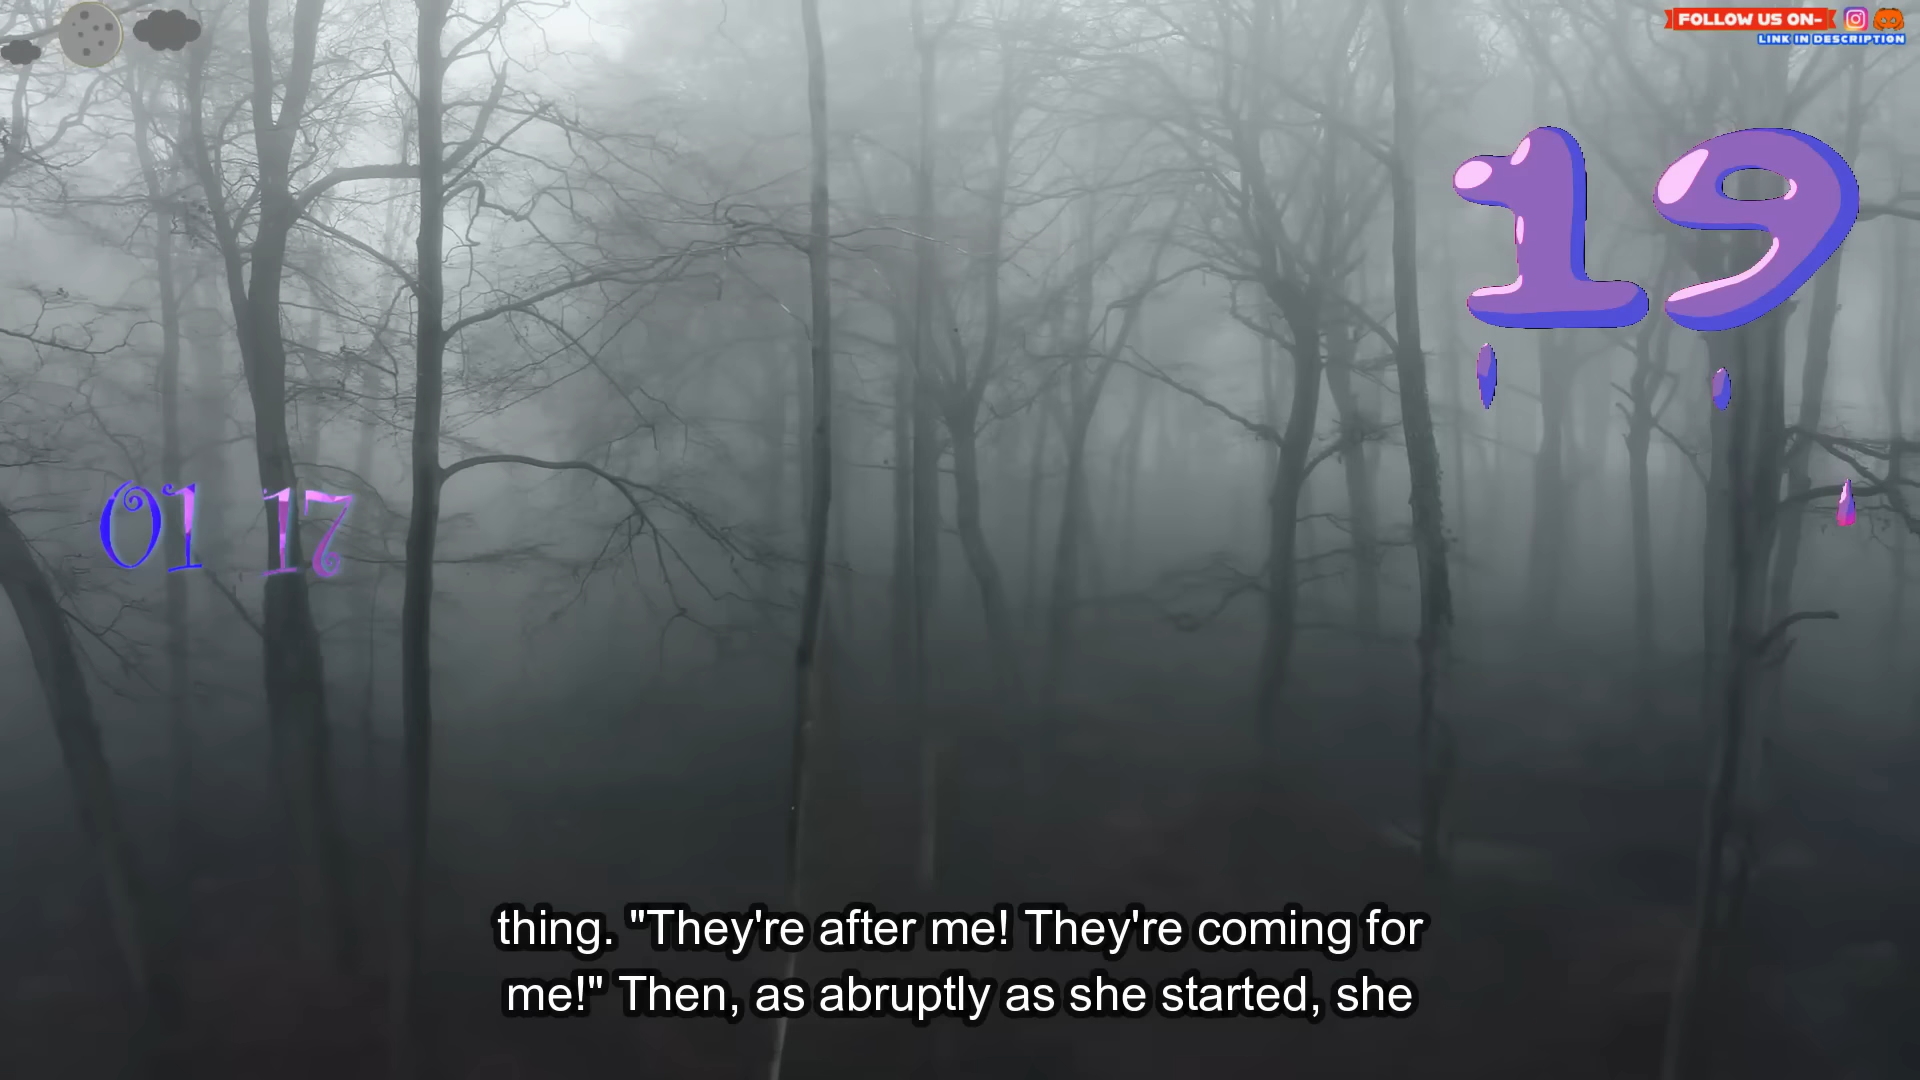 FOLLOW US ON-
LINK IN DESCRIPTION
19
01 17
thing. "They're after me! They're coming for
me!" Then, as abruptly as she started, she